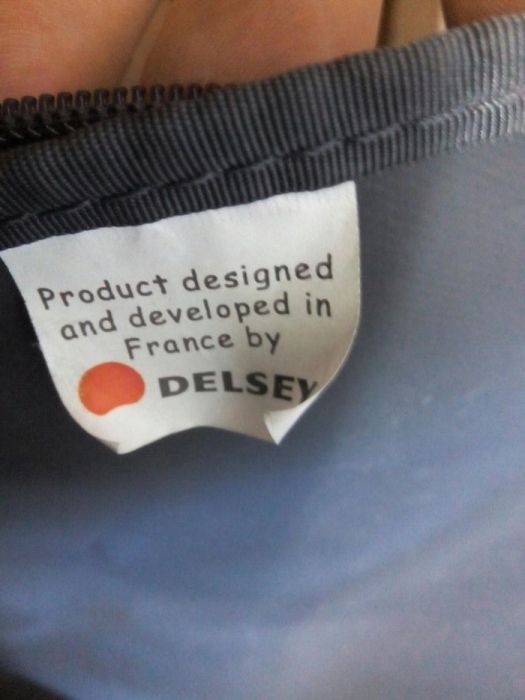 Product designed
and developed in
France by
DELSEY